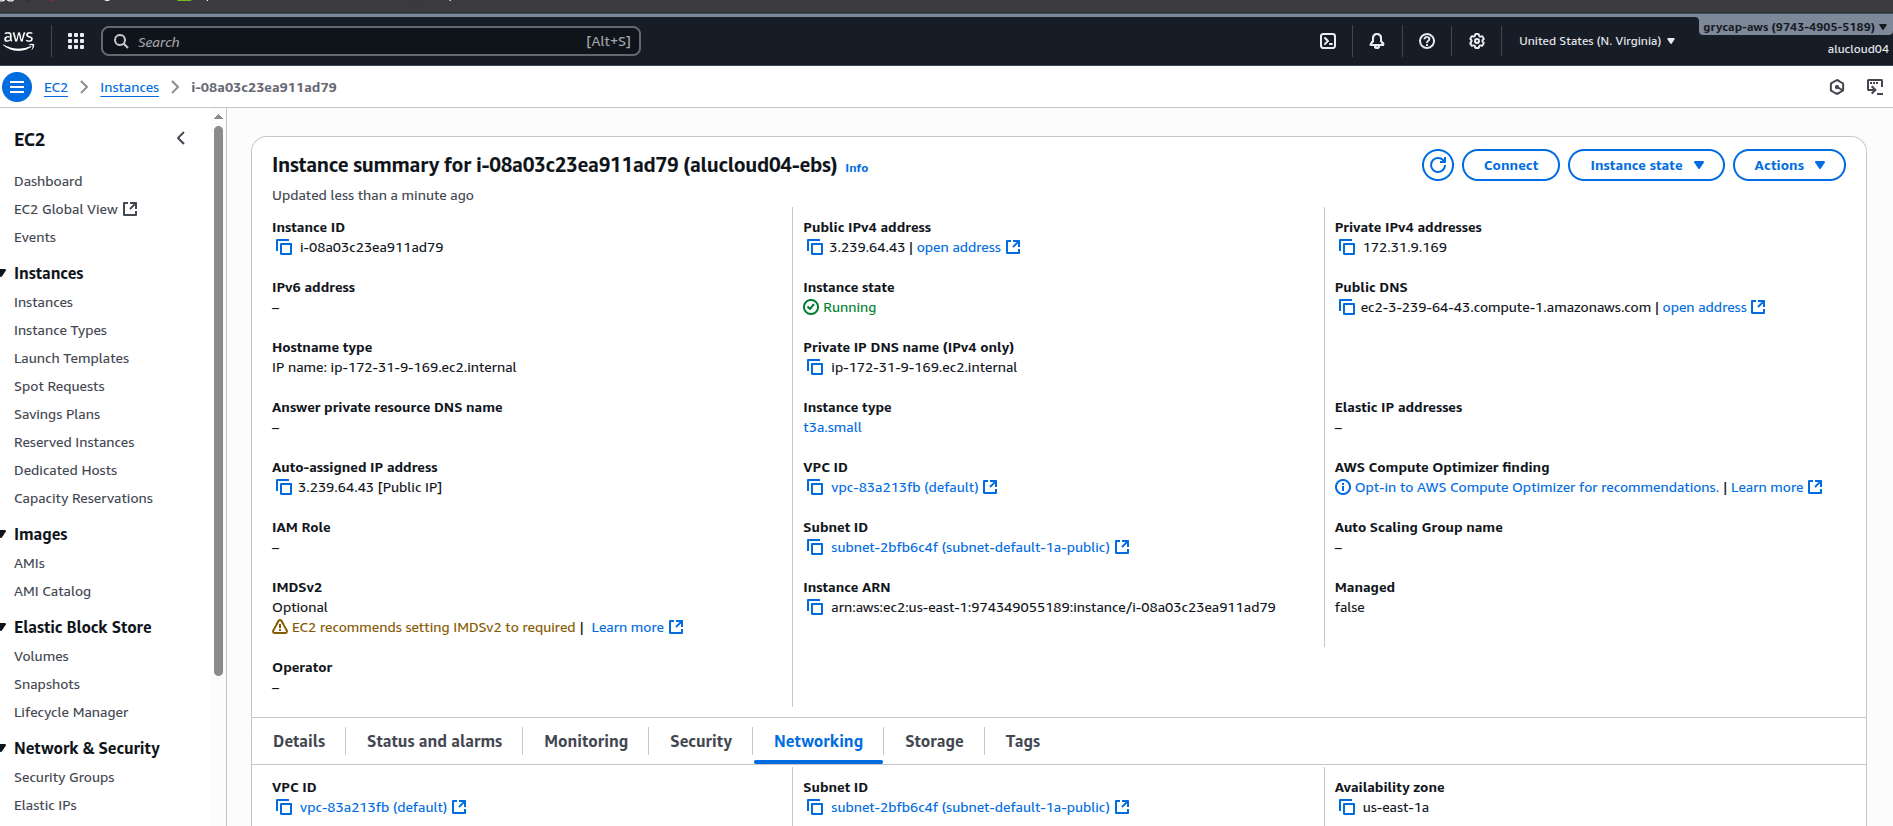 aws
Search
[Alt+S]
United States (N. Virginia)
grycap-aws (9743-4905-5189)
alucloud04
EC2
Instances
i-08a03c23ea911ad79
EC2
Dashboard
EC2 Global View
Events
Instances
Instances
Instance Types
Launch Templates
Spot Requests
Savings Plans
Reserved Instances
Dedicated Hosts
Capacity Reservations
Images
AMIs
AMI Catalog
Elastic Block Store
Volumes
Snapshots
Lifecycle Manager
Network & Security
Security Groups
Elastic IPs
Instance summary for i-08a03c23ea911ad79 (alucloud04-ebs) Info
Updated less than a minute ago
Connect
Instance state
Actions
Instance ID
i-08a03c23ea911ad79
Public IPv4 address
3.239.64.43 | open address
Private IPv4 addresses
172.31.9.169
IPv6 address
–
Instance state
Running
Public DNS
ec2-3-239-64-43.compute-1.amazonaws.com | open address
Hostname type
IP name: ip-172-31-9-169.ec2.internal
Private IP DNS name (IPv4 only)
ip-172-31-9-169.ec2.internal
Answer private resource DNS name
–
Instance type
t3a.small
Elastic IP addresses
–
Auto-assigned IP address
3.239.64.43 [Public IP]
VPC ID
vpc-83a213fb (default)
AWS Compute Optimizer finding
Opt-in to AWS Compute Optimizer for recommendations. | Learn more
IAM Role
–
Subnet ID
subnet-2bfb6c4f (subnet-default-1a-public)
Auto Scaling Group name
–
IMDSv2
Optional
EC2 recommends setting IMDSv2 to required | Learn more
Instance ARN
arn:aws:ec2:us-east-1:974349055189:instance/i-08a03c23ea911ad79
Managed
false
Operator
–
Details
Status and alarms
Monitoring
Security
Networking
Storage
Tags
VPC ID
vpc-83a213fb (default)
Subnet ID
subnet-2bfb6c4f (subnet-default-1a-public)
Availability zone
us-east-1a